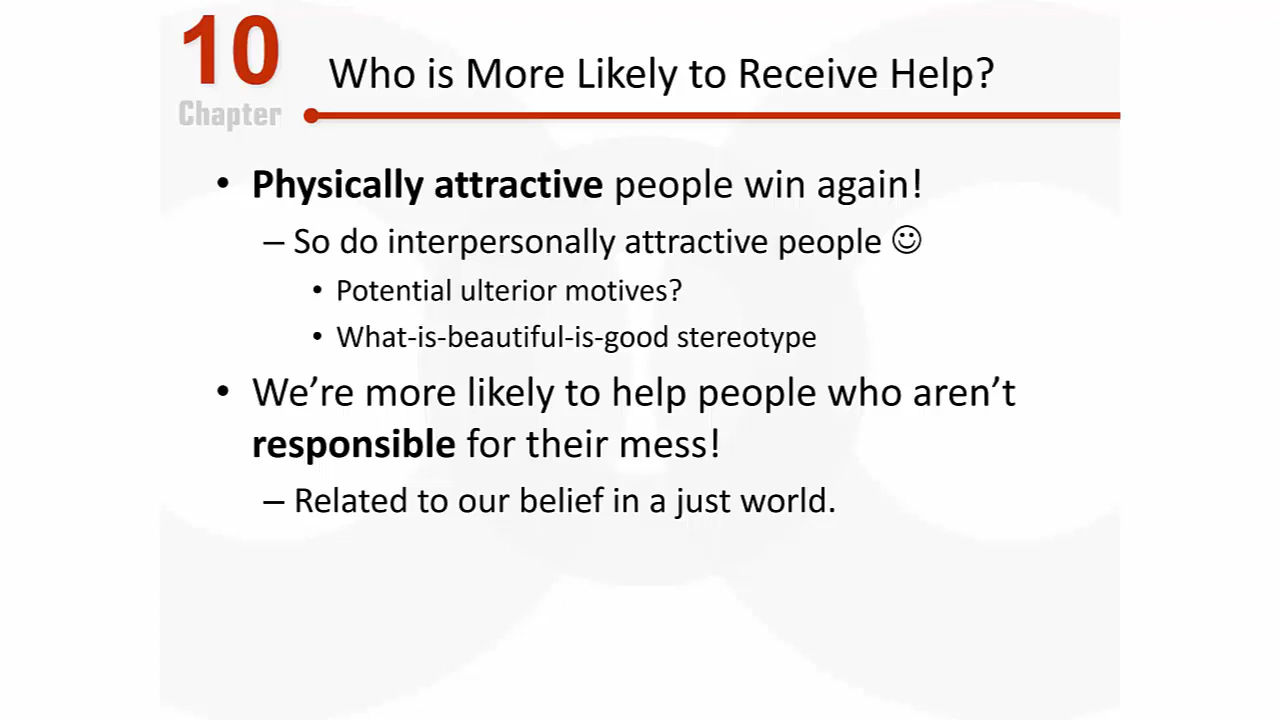 10
Chapter
Who is More Likely to Receive Help?
• Physically attractive people win again!
– So do interpersonally attractive people ☺
• Potential ulterior motives?
• What-is-beautiful-is-good stereotype
• We’re more likely to help people who aren’t
responsible for their mess!
– Related to our belief in a just world.